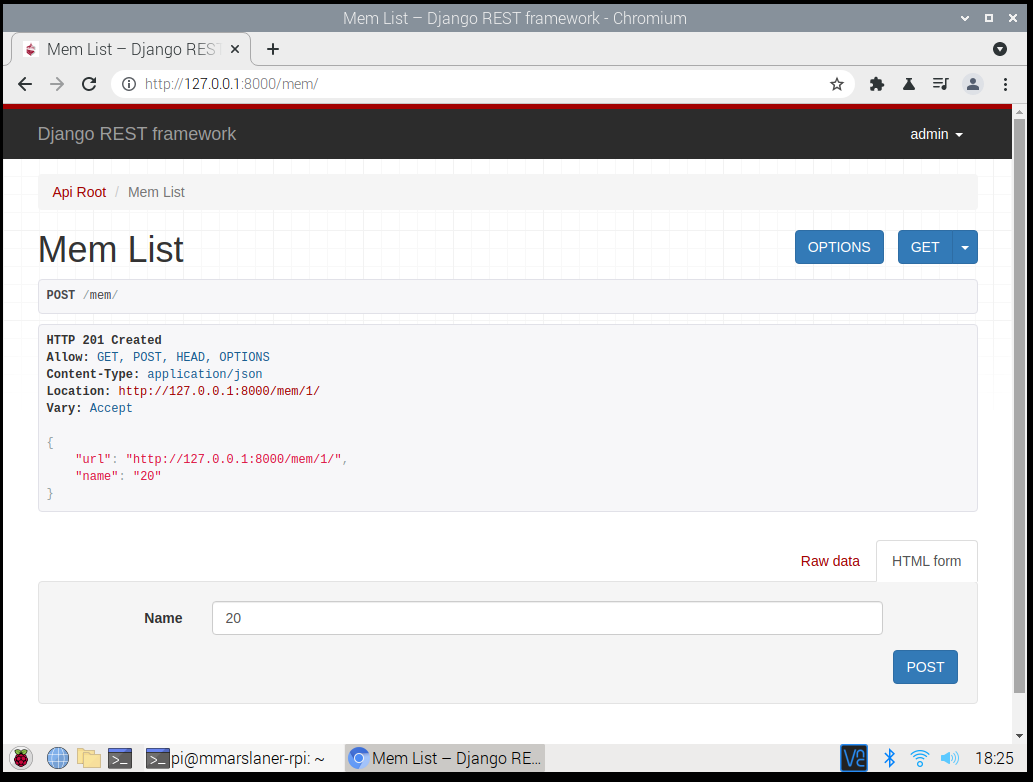 Mem List – Django REST framework - Chromium
Mem List – Django REST
http://127.0.0.1:8000/mem/
Django REST framework
admin
Api Root / Mem List
Mem List
OPTIONS
GET
POST /mem/
HTTP 201 Created
Allow: GET, POST, HEAD, OPTIONS
Content-Type: application/json
Location: http://127.0.0.1:8000/mem/1/
Vary: Accept
{
"url": "http://127.0.0.1:8000/mem/1/",
"name": "20"
}
Raw data
HTML form
Name
20
POST
pi@mmarslaner-rpi: ~
Mem List – Django RE...
18:25